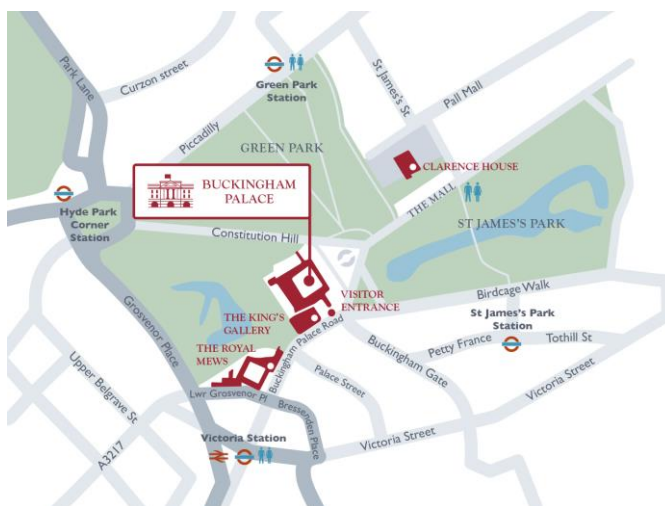 Park Lane
Curzon street
Green Park
Station
St James's St
Pall Mall
Piccadilly
GREEN PARK
CLARENCE HOUSE
BUCKINGHAM
PALACE
THE MALL
Hyde Park
Corner
Station
Constitution Hill
ST JAMES'S PARK
VISITOR
ENTRANCE
Birdcage Walk
THE KING'S
GALLERY
St James's Park
Station
Grosvenor Place
Buckingham Palace Road
Petty France
Tothill St
THE ROYAL
MEWS
Buckingham Gate
Palace Street
Upper Belgrave St
Lwr Grosvenor Pl
Bressenden Place
Victoria Street
Victoria Street
Victoria Station
A3217